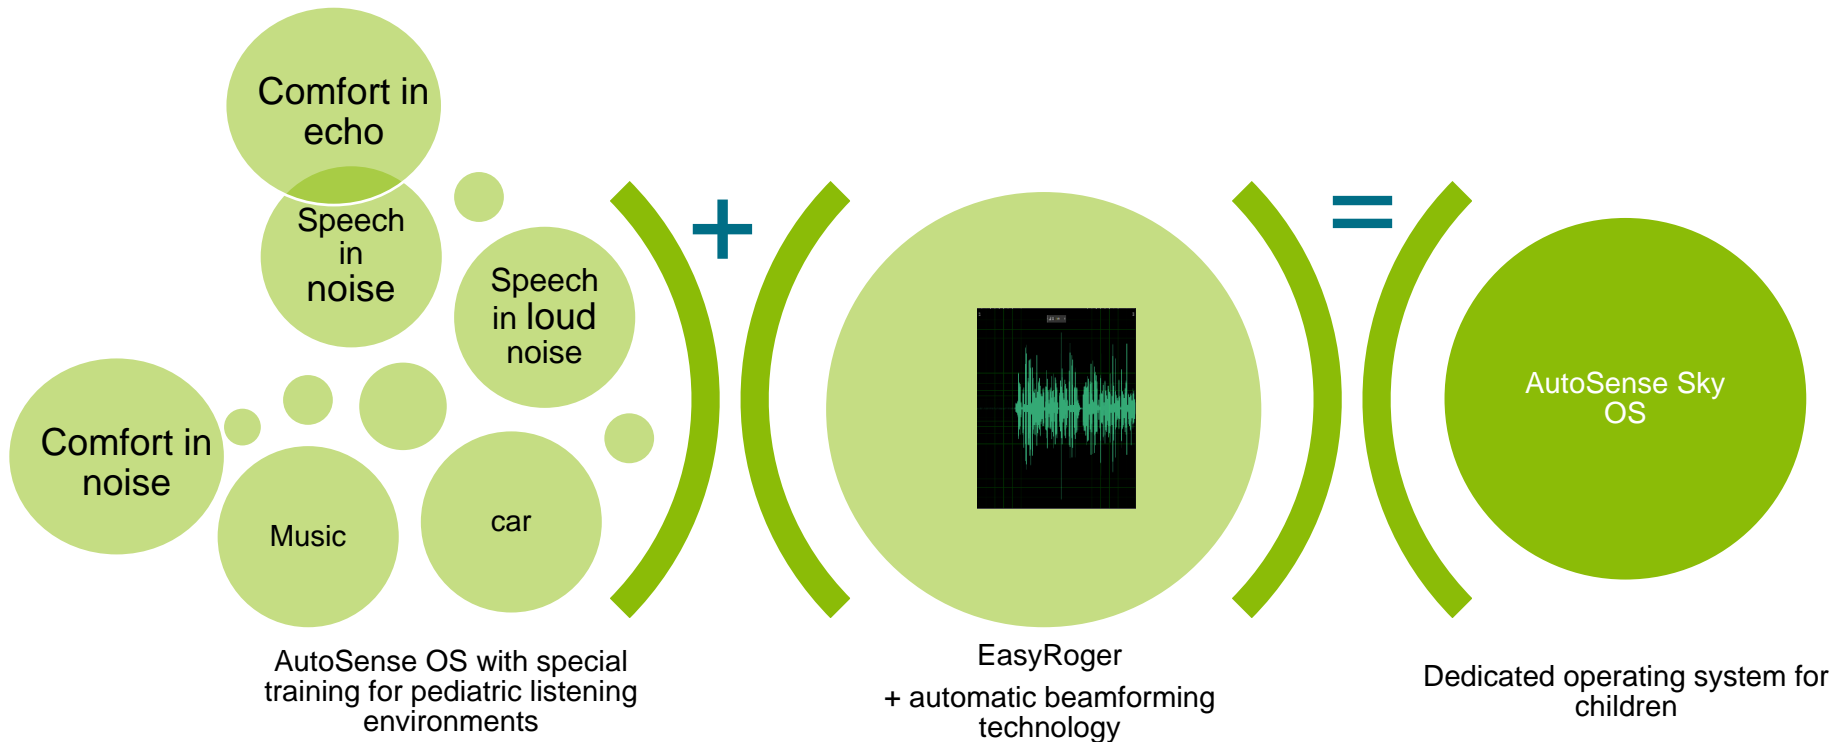 Comfort in
echo
Speech
in
noise
Speech
in loud
noise
Comfort in
noise
Music
car
+
=
AutoSense Sky
OS
AutoSense OS with special
training for pediatric listening
environments
EasyRoger
+ automatic beamforming
technology
Dedicated operating system for
children